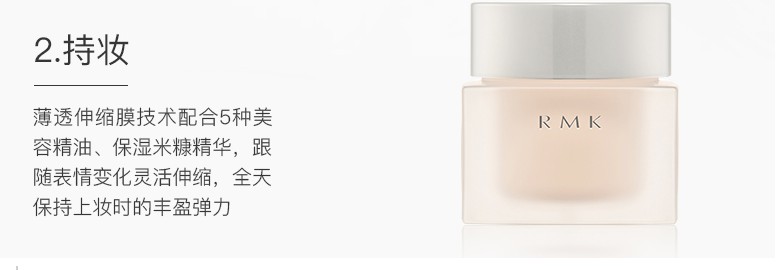 2.持妆
薄透伸缩膜技术配合5种美
容精油、保湿米糠精华，跟
随表情变化灵活伸缩，全天
保持上妆时的丰盈弹力
RMK